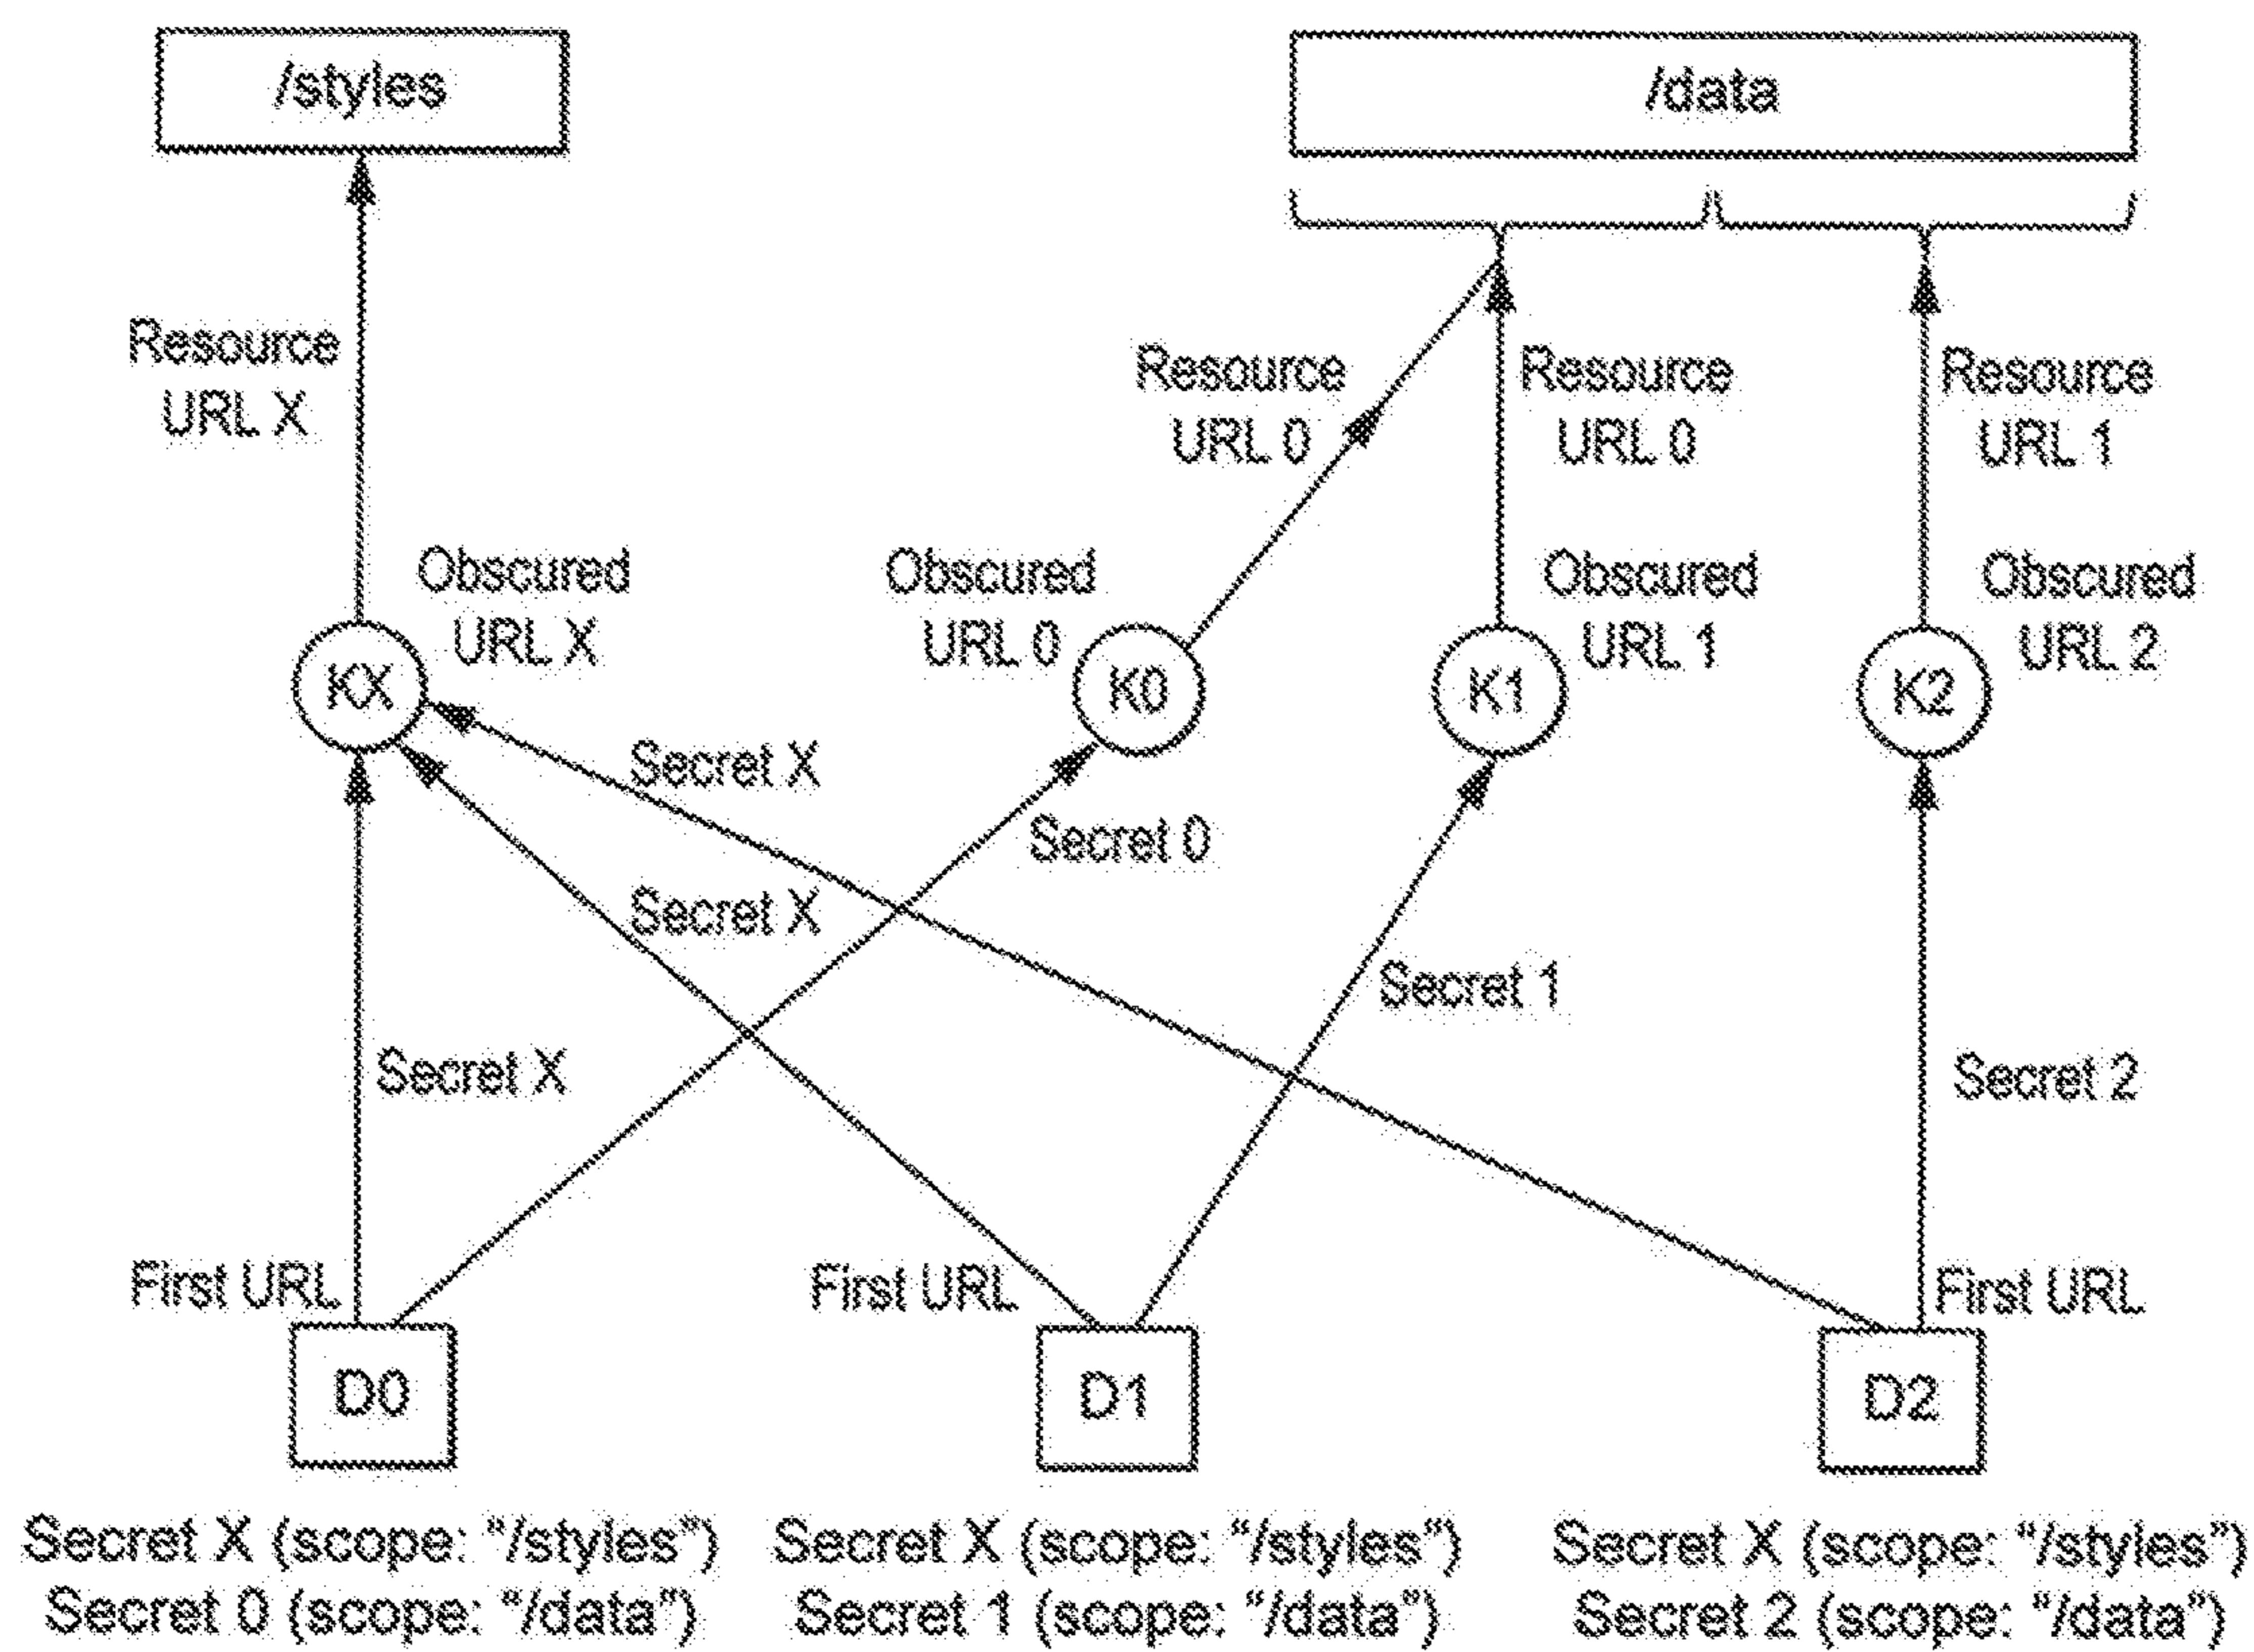 /styles
/data
Resource
URL X
Resource
URL 0
Resource
URL 0
Resource
URL 1
Obscured
URL X
Obscured
URL 0
Obscured
URL 1
Obscured
URL 2
KX
K0
K1
K2
Secret X
Secret 0
Secret X
Secret 1
Secret X
Secret 2
First URL
First URL
First URL
D0
D1
D2
Secret X (scope: "/styles")
Secret 0 (scope: "/data")
Secret X (scope: "/styles")
Secret 1 (scope: "/data")
Secret X (scope: "/styles")
Secret 2 (scope: "/data")